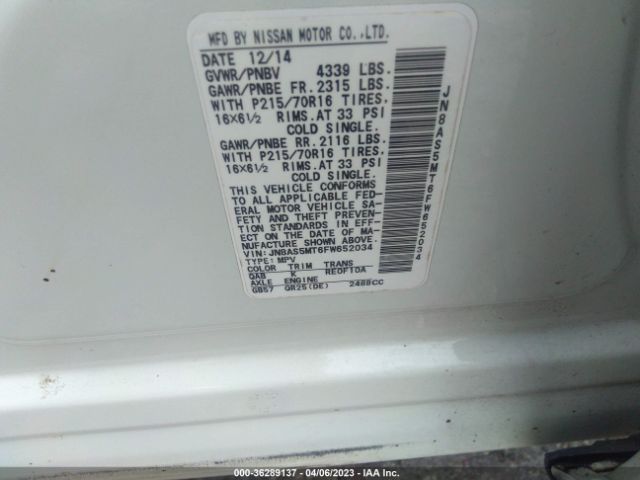 MFD BY NISSAN MOTOR CO.,LTD.
DATE 12/14
GVWR/PNBV 4339 LBS.
GAWR/PNBE FR. 2315 LBS.
WITH P215/70R16 TIRES.
16X6½ RIMS. AT 33 PSI
COLD SINGLE.
GAWR/PNBE RR. 2116 LBS.
WITH P215/70R16 TIRES.
16X6½ RIMS. AT 33 PSI
COLD SINGLE.
THIS VEHICLE CONFORMS
TO ALL APPLICABLE FED-
ERAL MOTOR VEHICLE SA-
FETY AND THEFT PREVEN-
TION STANDARDS IN EFF-
ECT ON THE DATE OF MA-
NUFACTURE SHOWN ABOVE.
VIN: JN8AS5MT6FW652034
TYPE: MPV
COLOR TRIM TRANS
QAB K RE0F10A
AXLE ENGINE
GB57 QR25(DE) 2488CC
JN8AS5MT6FW652034
000-36289137 - 04/06/2023 - IAA Inc.